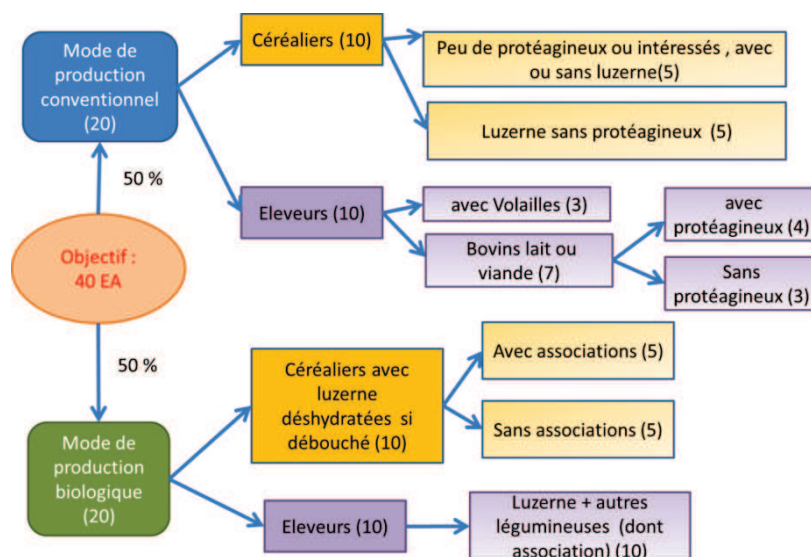 Mode de
production
conventionnel
(20)
Céréaliers (10)
Peu de protéagineux ou intéressés , avec
ou sans luzerne(5)
Luzerne sans protéagineux (5)
50 %
Eleveurs (10)
avec Volailles (3)
Bovins lait ou
viande (7)
avec
protéagineux (4)
Sans
protéagineux (3)
Objectif :
40 EA
50 %
Mode de
production
biologique
(20)
Céréaliers avec
luzerne
déshydratées si
débouché (10)
Avec associations (5)
Sans associations (5)
Eleveurs (10)
Luzerne + autres
légumineuses (dont
association) (10)